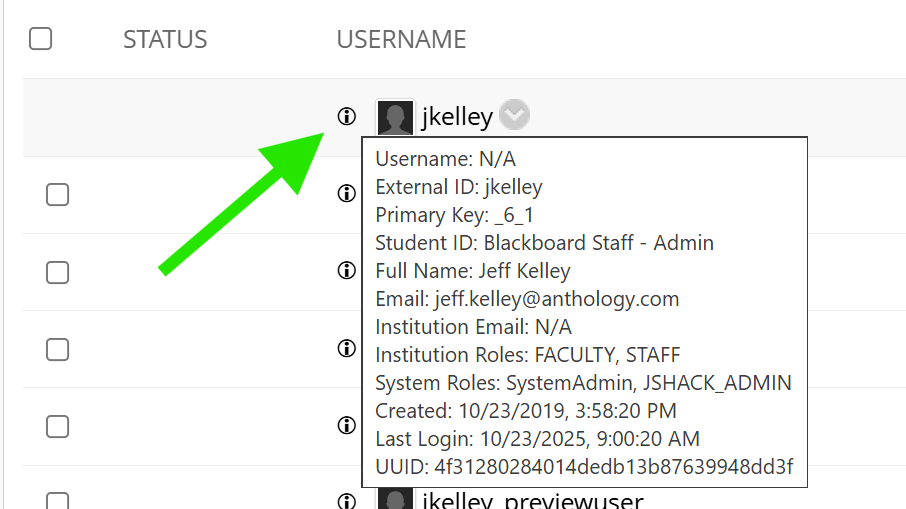 STATUS USERNAME
jkelley
Username: N/A
External ID: jkelley
Primary Key: _6_1
Student ID: Blackboard Staff - Admin
Full Name: Jeff Kelley
Email: jeff.kelley@anthology.com
Institution Email: N/A
Institution Roles: FACULTY, STAFF
System Roles: SystemAdmin, JSHACK_ADMIN
Created: 10/23/2019, 3:58:20 PM
Last Login: 10/23/2025, 9:00:20 AM
UUID: 4f31280284014dedb13b87639948dd3f
jkelley_previewuser